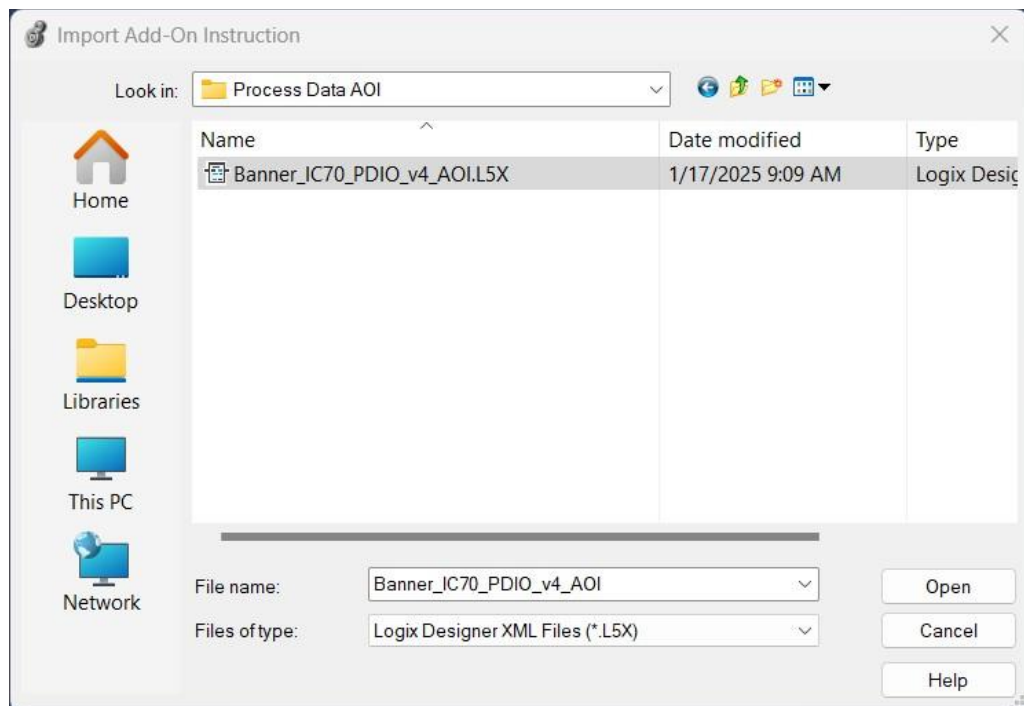 Import Add-On Instruction
Look in: Process Data AOI
Name Date modified Type
Banner_IC70_PDIO_v4_AOI.L5X 1/17/2025 9:09 AM Logix Desig
Home
Desktop
Libraries
This PC
Network
File name: Banner_IC70_PDIO_v4_AOI Open
Files of type: Logix Designer XML Files (*.L5X) Cancel
Help